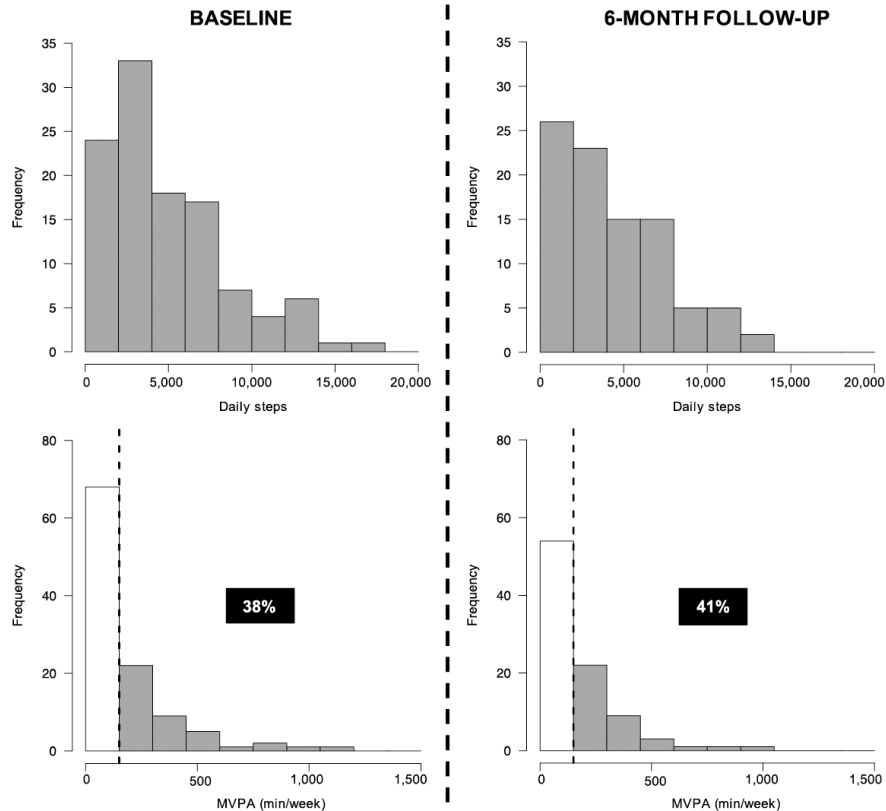 BASELINE
35
30
25
20
15
10
5
0
Frequency
0 5,000 10,000 15,000 20,000
Daily steps
80
60
40
20
0
Frequency
38%
0 500 1,000 1,500
MVPA (min/week)
6-MONTH FOLLOW-UP
35
30
25
20
15
10
5
0
Frequency
0 5,000 10,000 15,000 20,000
Daily steps
80
60
40
20
0
Frequency
41%
0 500 1,000 1,500
MVPA (min/week)